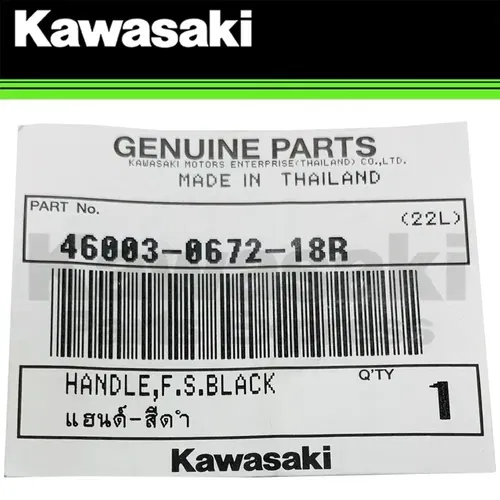 Kawasaki
GENUINE PARTS
KAWASAKI MOTORS ENTERPRISE(THAILAND) CO.,LTD.
MADE IN THAILAND
PART No.
(22L)
46003-0672-18R
Kawasaki
HANDLE,F.S.BLACK
Q'TY
แฮนด์-สีดำ
1
Kawasaki